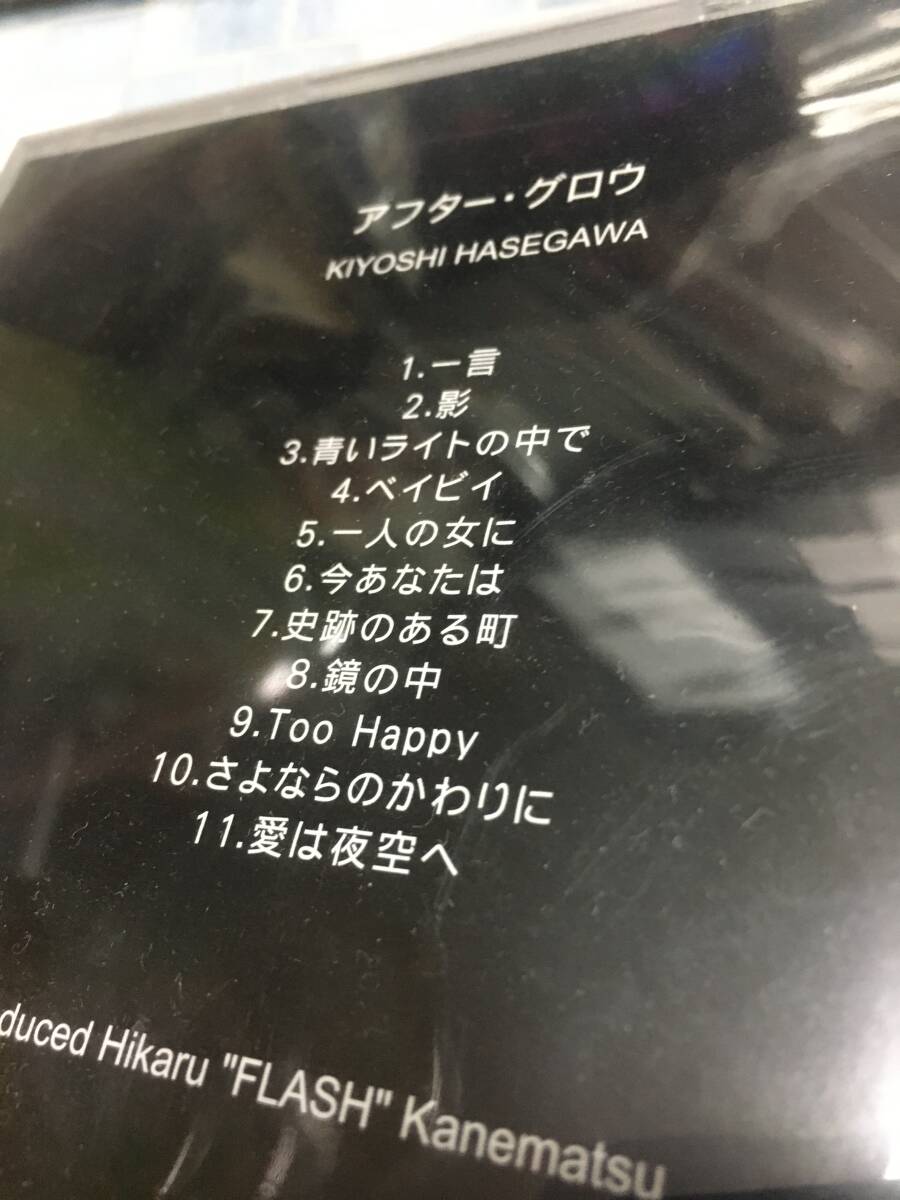 アフター・グロウ
KIYOSHI HASEGAWA
1.一言
2.影
3.青いライトの中で
4.ベイビイ
5.一人の女に
6.今あなたは
7.史跡のある町
8.鏡の中
9.Too Happy
10.さよならのかわりに
11.愛は夜空へ
duced Hikaru "FLASH" Kanematsu